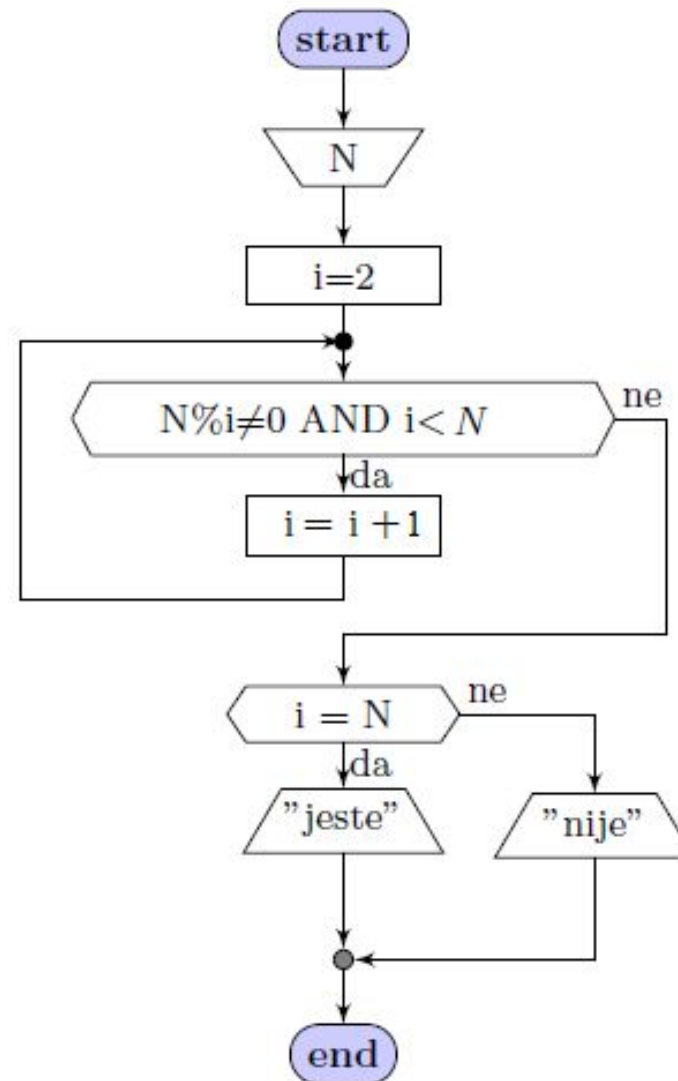 start
N
i=2
N%i≠0 AND i< N
ne
da
i = i +1
i = N
ne
da
"jeste"
"nije"
end